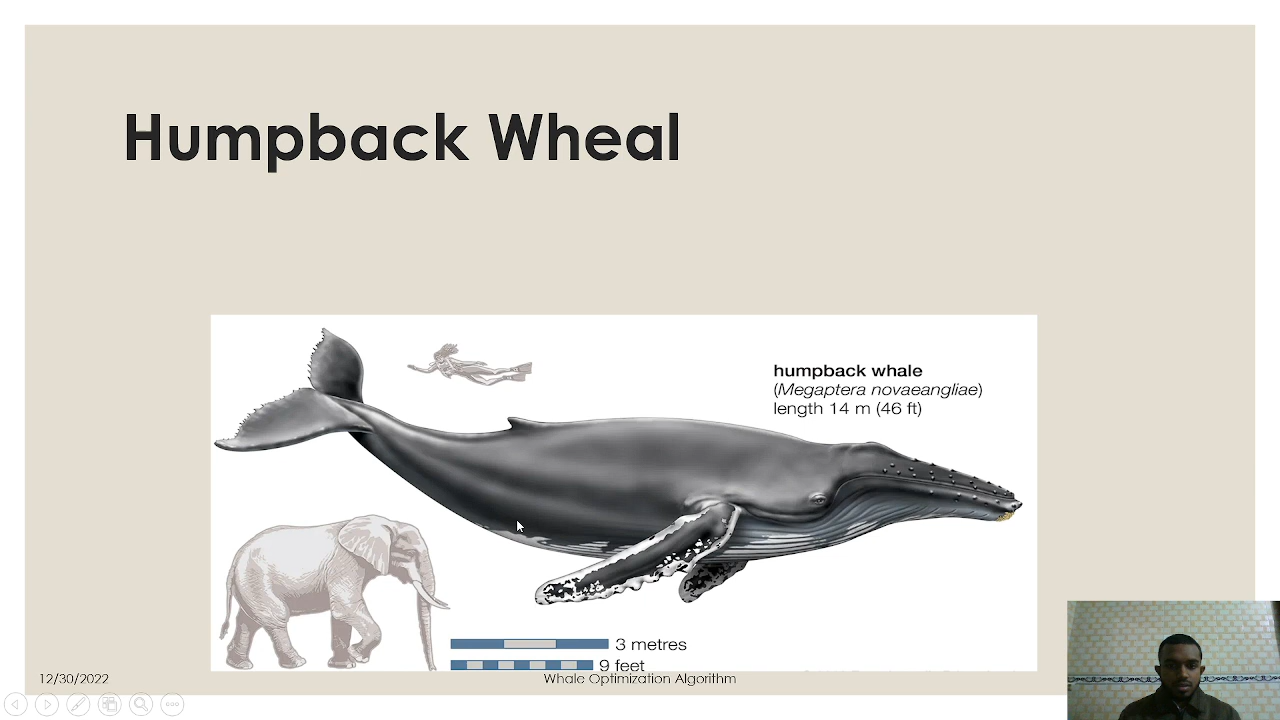 Humpback Wheal
humpback whale
(Megaptera novaeangliae)
length 14 m (46 ft)
3 metres
9 feet
12/30/2022
Whale Optimization Algorithm